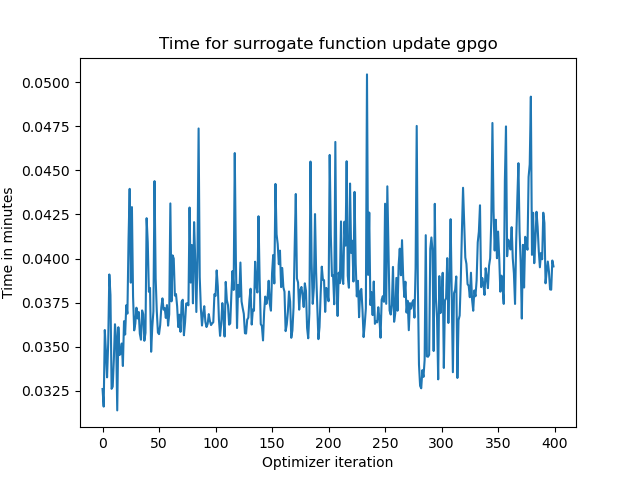 Time for surrogate function update gpgo
Time in minutes
0.0500
0.0475
0.0450
0.0425
0.0400
0.0375
0.0350
0.0325
0 50 100 150 200 250 300 350 400
Optimizer iteration